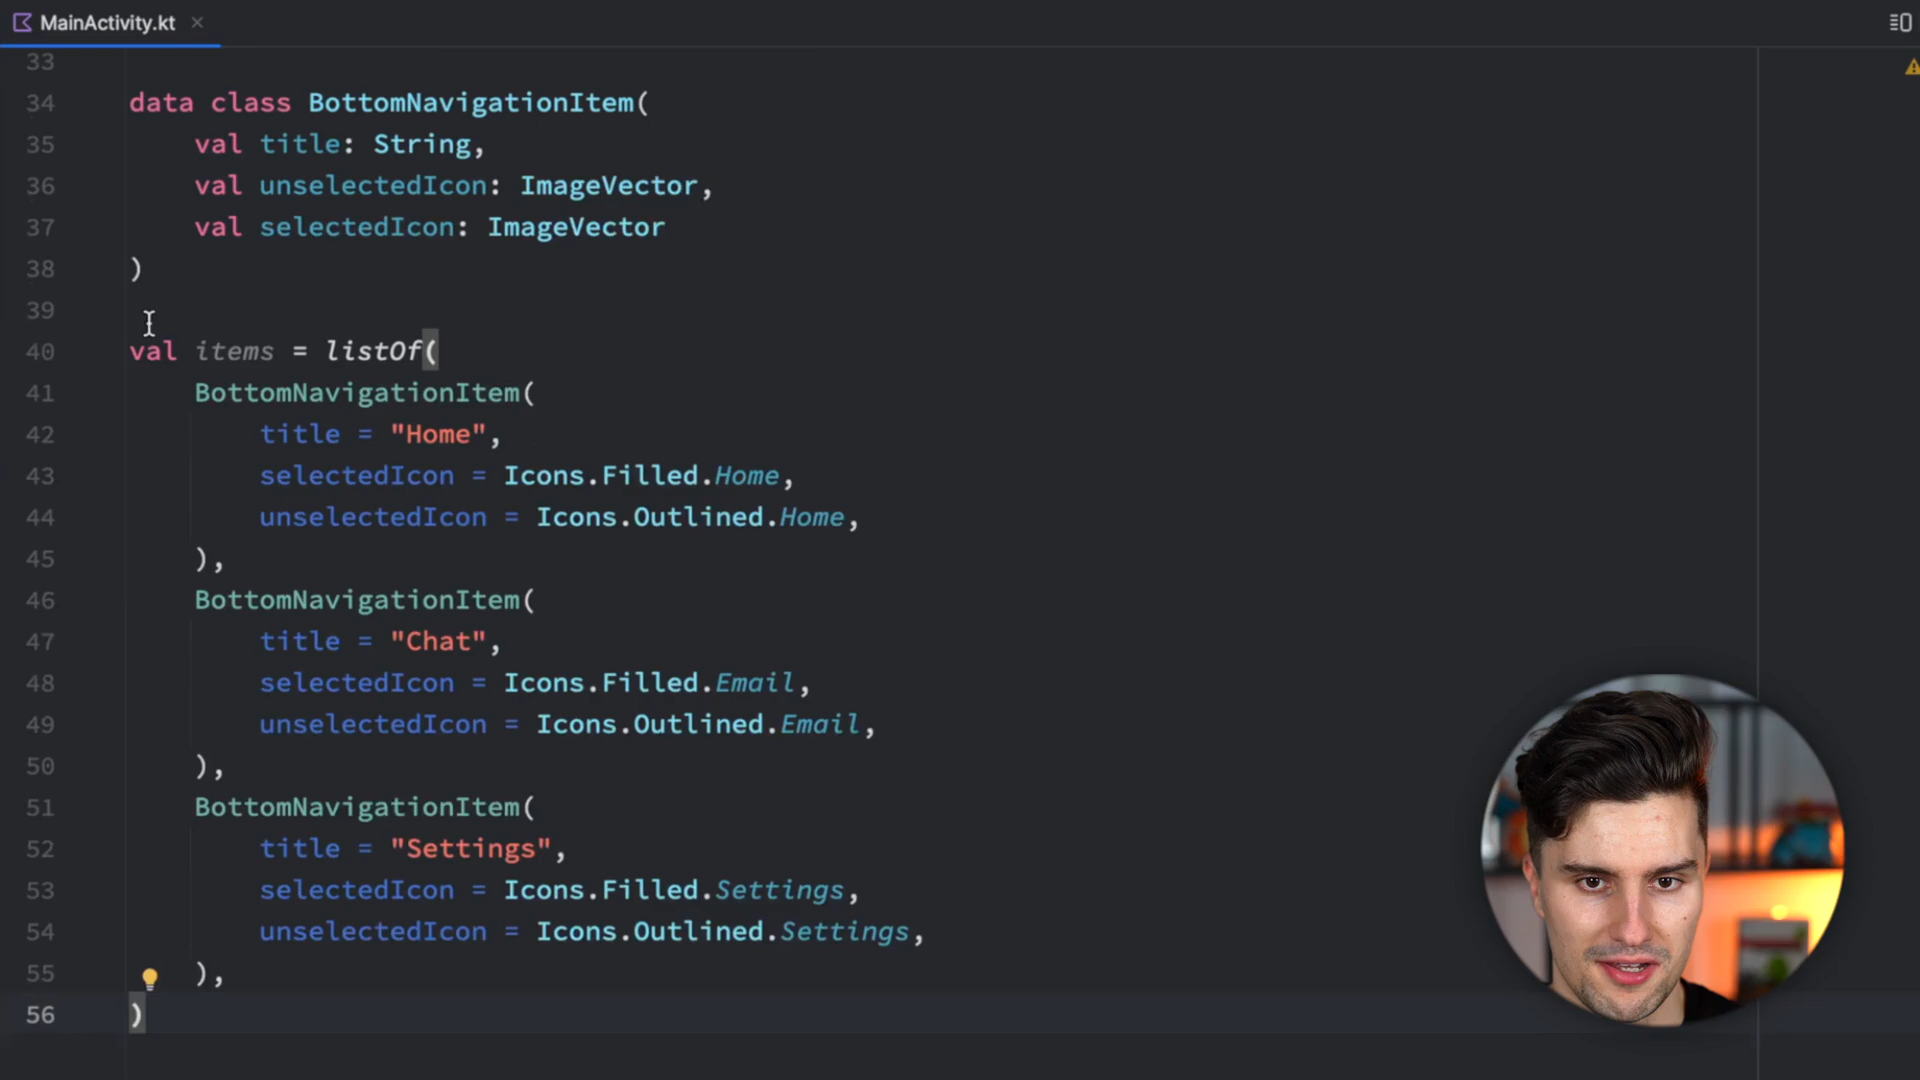 MainActivity.kt
33
34 data class BottomNavigationItem(
35 val title: String,
36 val unselectedIcon: ImageVector,
37 val selectedIcon: ImageVector
38 )
39
40 val items = listOf(
41 BottomNavigationItem(
42 title = "Home",
43 selectedIcon = Icons.Filled.Home,
44 unselectedIcon = Icons.Outlined.Home,
45 ),
46 BottomNavigationItem(
47 title = "Chat",
48 selectedIcon = Icons.Filled.Email,
49 unselectedIcon = Icons.Outlined.Email,
50 ),
51 BottomNavigationItem(
52 title = "Settings",
53 selectedIcon = Icons.Filled.Settings,
54 unselectedIcon = Icons.Outlined.Settings,
55 ),
56 )